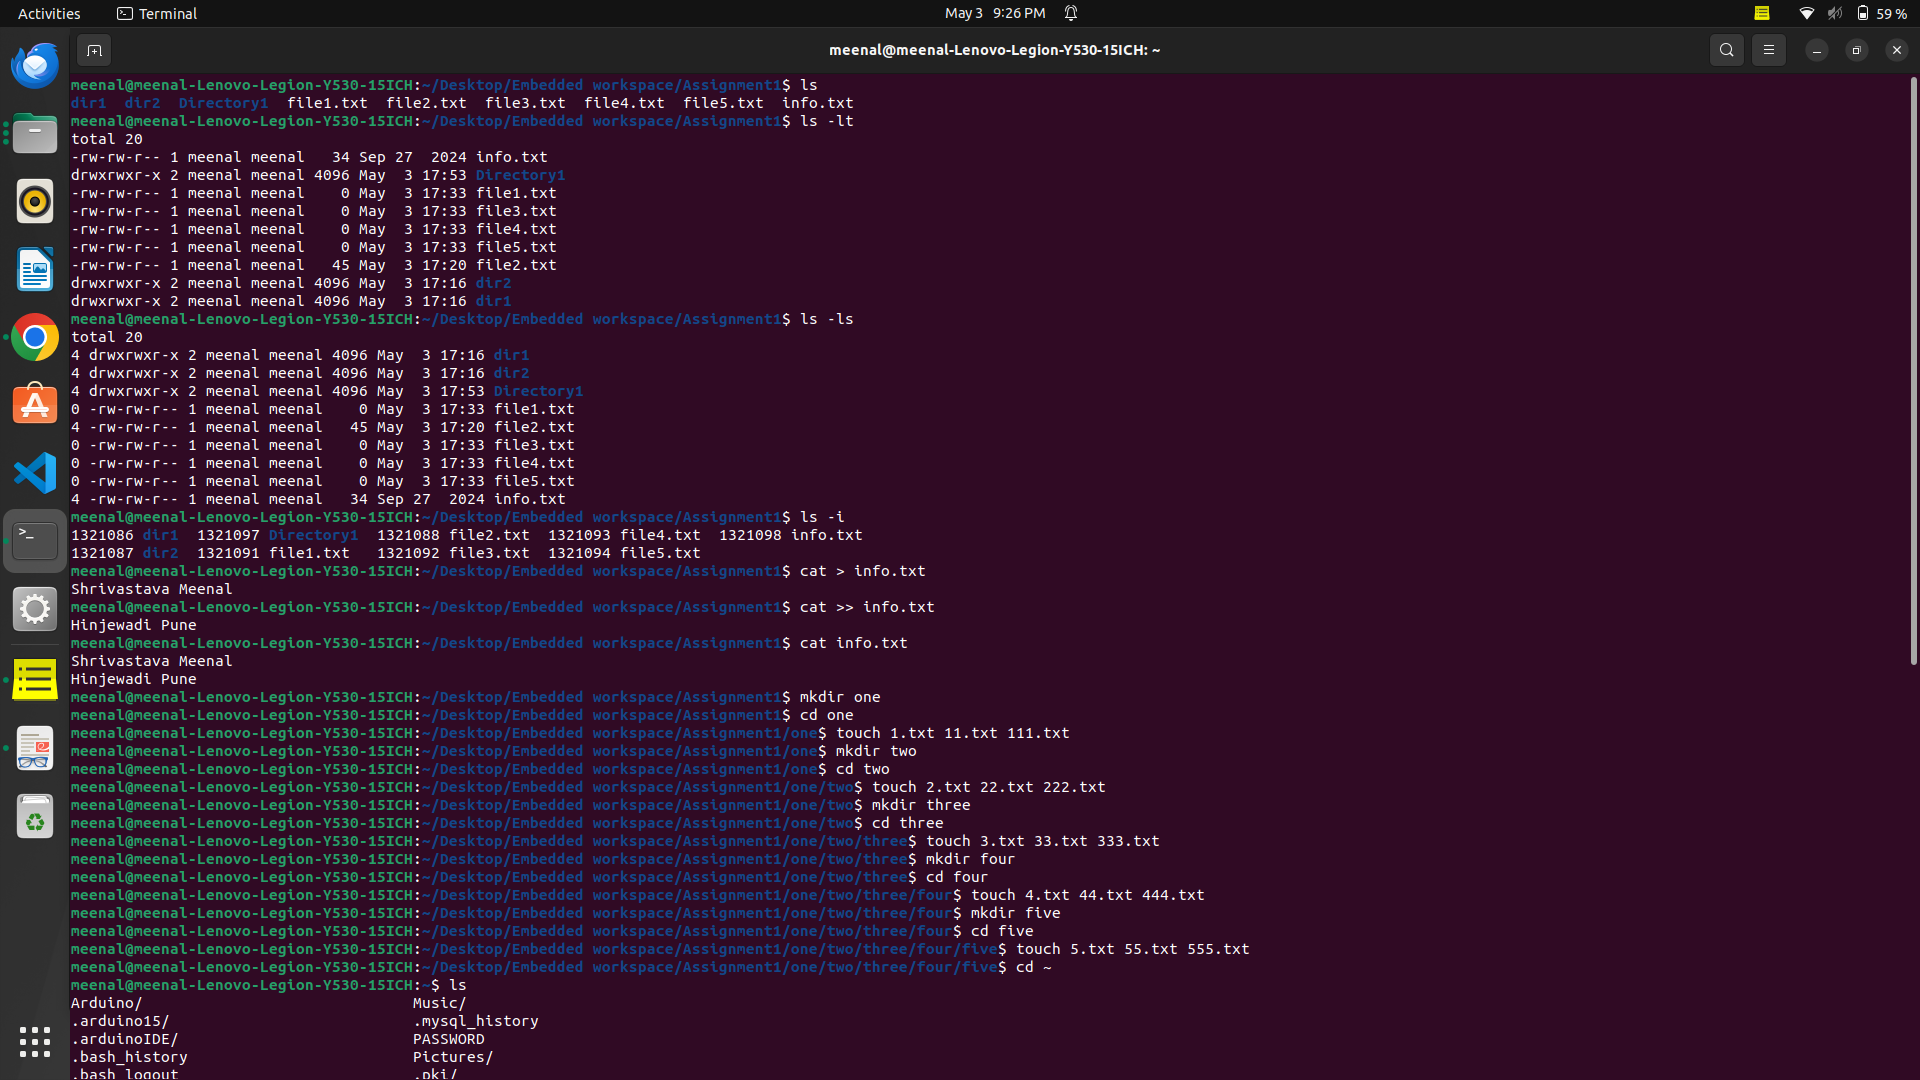 Activities Terminal May 3 9:26 PM 59 %
meenal@meenal-Lenovo-Legion-Y530-15ICH: ~
meenal@meenal-Lenovo-Legion-Y530-15ICH:~/Desktop/Embedded workspace/Assignment1$ ls
dir1  dir2  Directory1  file1.txt  file2.txt  file3.txt  file4.txt  file5.txt  info.txt
meenal@meenal-Lenovo-Legion-Y530-15ICH:~/Desktop/Embedded workspace/Assignment1$ ls -lt
total 20
-rw-rw-r-- 1 meenal meenal   34 Sep 27  2024 info.txt
drwxrwxr-x 2 meenal meenal 4096 May  3 17:53 Directory1
-rw-rw-r-- 1 meenal meenal    0 May  3 17:33 file1.txt
-rw-rw-r-- 1 meenal meenal    0 May  3 17:33 file3.txt
-rw-rw-r-- 1 meenal meenal    0 May  3 17:33 file4.txt
-rw-rw-r-- 1 meenal meenal    0 May  3 17:33 file5.txt
-rw-rw-r-- 1 meenal meenal   45 May  3 17:20 file2.txt
drwxrwxr-x 2 meenal meenal 4096 May  3 17:16 dir2
drwxrwxr-x 2 meenal meenal 4096 May  3 17:16 dir1
meenal@meenal-Lenovo-Legion-Y530-15ICH:~/Desktop/Embedded workspace/Assignment1$ ls -ls
total 20
4 drwxrwxr-x 2 meenal meenal 4096 May  3 17:16 dir1
4 drwxrwxr-x 2 meenal meenal 4096 May  3 17:16 dir2
4 drwxrwxr-x 2 meenal meenal 4096 May  3 17:53 Directory1
0 -rw-rw-r-- 1 meenal meenal    0 May  3 17:33 file1.txt
4 -rw-rw-r-- 1 meenal meenal   45 May  3 17:20 file2.txt
0 -rw-rw-r-- 1 meenal meenal    0 May  3 17:33 file3.txt
0 -rw-rw-r-- 1 meenal meenal    0 May  3 17:33 file4.txt
0 -rw-rw-r-- 1 meenal meenal    0 May  3 17:33 file5.txt
4 -rw-rw-r-- 1 meenal meenal   34 Sep 27  2024 info.txt
meenal@meenal-Lenovo-Legion-Y530-15ICH:~/Desktop/Embedded workspace/Assignment1$ ls -i
1321086 dir1  1321097 Directory1  1321088 file2.txt  1321093 file4.txt  1321098 info.txt
1321087 dir2  1321091 file1.txt   1321092 file3.txt  1321094 file5.txt
meenal@meenal-Lenovo-Legion-Y530-15ICH:~/Desktop/Embedded workspace/Assignment1$ cat > info.txt
Shrivastava Meenal
meenal@meenal-Lenovo-Legion-Y530-15ICH:~/Desktop/Embedded workspace/Assignment1$ cat >> info.txt
Hinjewadi Pune
meenal@meenal-Lenovo-Legion-Y530-15ICH:~/Desktop/Embedded workspace/Assignment1$ cat info.txt
Shrivastava Meenal
Hinjewadi Pune
meenal@meenal-Lenovo-Legion-Y530-15ICH:~/Desktop/Embedded workspace/Assignment1$ mkdir one
meenal@meenal-Lenovo-Legion-Y530-15ICH:~/Desktop/Embedded workspace/Assignment1$ cd one
meenal@meenal-Lenovo-Legion-Y530-15ICH:~/Desktop/Embedded workspace/Assignment1/one$ touch 1.txt 11.txt 111.txt
meenal@meenal-Lenovo-Legion-Y530-15ICH:~/Desktop/Embedded workspace/Assignment1/one$ mkdir two
meenal@meenal-Lenovo-Legion-Y530-15ICH:~/Desktop/Embedded workspace/Assignment1/one$ cd two
meenal@meenal-Lenovo-Legion-Y530-15ICH:~/Desktop/Embedded workspace/Assignment1/one/two$ touch 2.txt 22.txt 222.txt
meenal@meenal-Lenovo-Legion-Y530-15ICH:~/Desktop/Embedded workspace/Assignment1/one/two$ mkdir three
meenal@meenal-Lenovo-Legion-Y530-15ICH:~/Desktop/Embedded workspace/Assignment1/one/two$ cd three
meenal@meenal-Lenovo-Legion-Y530-15ICH:~/Desktop/Embedded workspace/Assignment1/one/two/three$ touch 3.txt 33.txt 333.txt
meenal@meenal-Lenovo-Legion-Y530-15ICH:~/Desktop/Embedded workspace/Assignment1/one/two/three$ mkdir four
meenal@meenal-Lenovo-Legion-Y530-15ICH:~/Desktop/Embedded workspace/Assignment1/one/two/three$ cd four
meenal@meenal-Lenovo-Legion-Y530-15ICH:~/Desktop/Embedded workspace/Assignment1/one/two/three/four$ touch 4.txt 44.txt 444.txt
meenal@meenal-Lenovo-Legion-Y530-15ICH:~/Desktop/Embedded workspace/Assignment1/one/two/three/four$ mkdir five
meenal@meenal-Lenovo-Legion-Y530-15ICH:~/Desktop/Embedded workspace/Assignment1/one/two/three/four$ cd five
meenal@meenal-Lenovo-Legion-Y530-15ICH:~/Desktop/Embedded workspace/Assignment1/one/two/three/four/five$ touch 5.txt 55.txt 555.txt
meenal@meenal-Lenovo-Legion-Y530-15ICH:~/Desktop/Embedded workspace/Assignment1/one/two/three/four/five$ cd ~
meenal@meenal-Lenovo-Legion-Y530-15ICH:~$ ls
Arduino/ Music/
.arduino15/ .mysql_history
.arduinoIDE/ PASSWORD
.bash_history Pictures/
.bash_logout .pki/